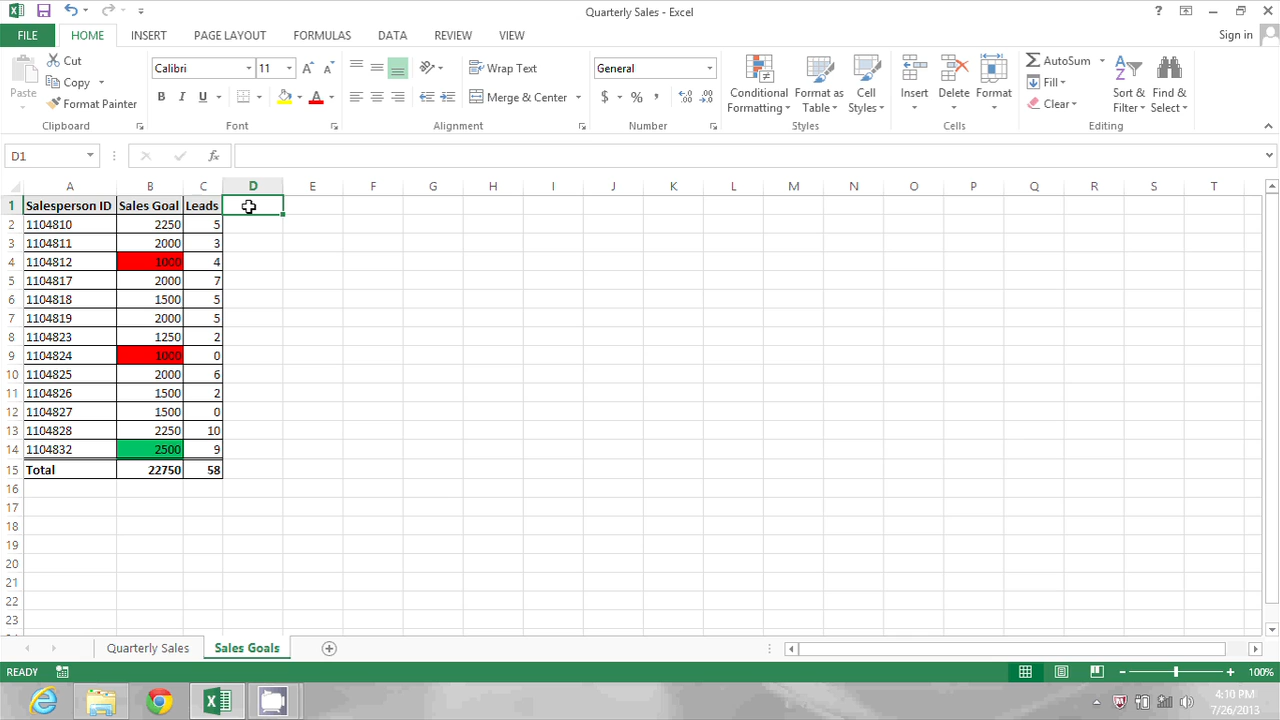 Quarterly Sales - Excel
?
FILE HOME INSERT PAGE LAYOUT FORMULAS DATA REVIEW VIEW Sign in
Paste
Cut
Copy
Format Painter
Clipboard
Calibri 11
B I U A
Font
Wrap Text
Merge & Center
Alignment
General
$ % ,
Number
Conditional Formatting
Format as Table
Cell Styles
Styles
Insert Delete Format
Cells
AutoSum
Fill
Clear
Sort & Filter
Find & Select
Editing
D1 fx
A B C D E F G H I J K L M N O P Q R S T
1 Salesperson ID Sales Goal Leads
2 1104810 2250 5
3 1104811 2000 3
4 1104812 1000 4
5 1104817 2000 7
6 1104818 1500 5
7 1104819 2000 5
8 1104823 1250 2
9 1104824 1000 0
10 1104825 2000 6
11 1104826 1500 2
12 1104827 1500 0
13 1104828 2250 10
14 1104832 2500 9
15 Total 22750 58
16
17
18
19
20
21
22
23
Quarterly Sales Sales Goals
READY 100%
4:10 PM
7/26/2013